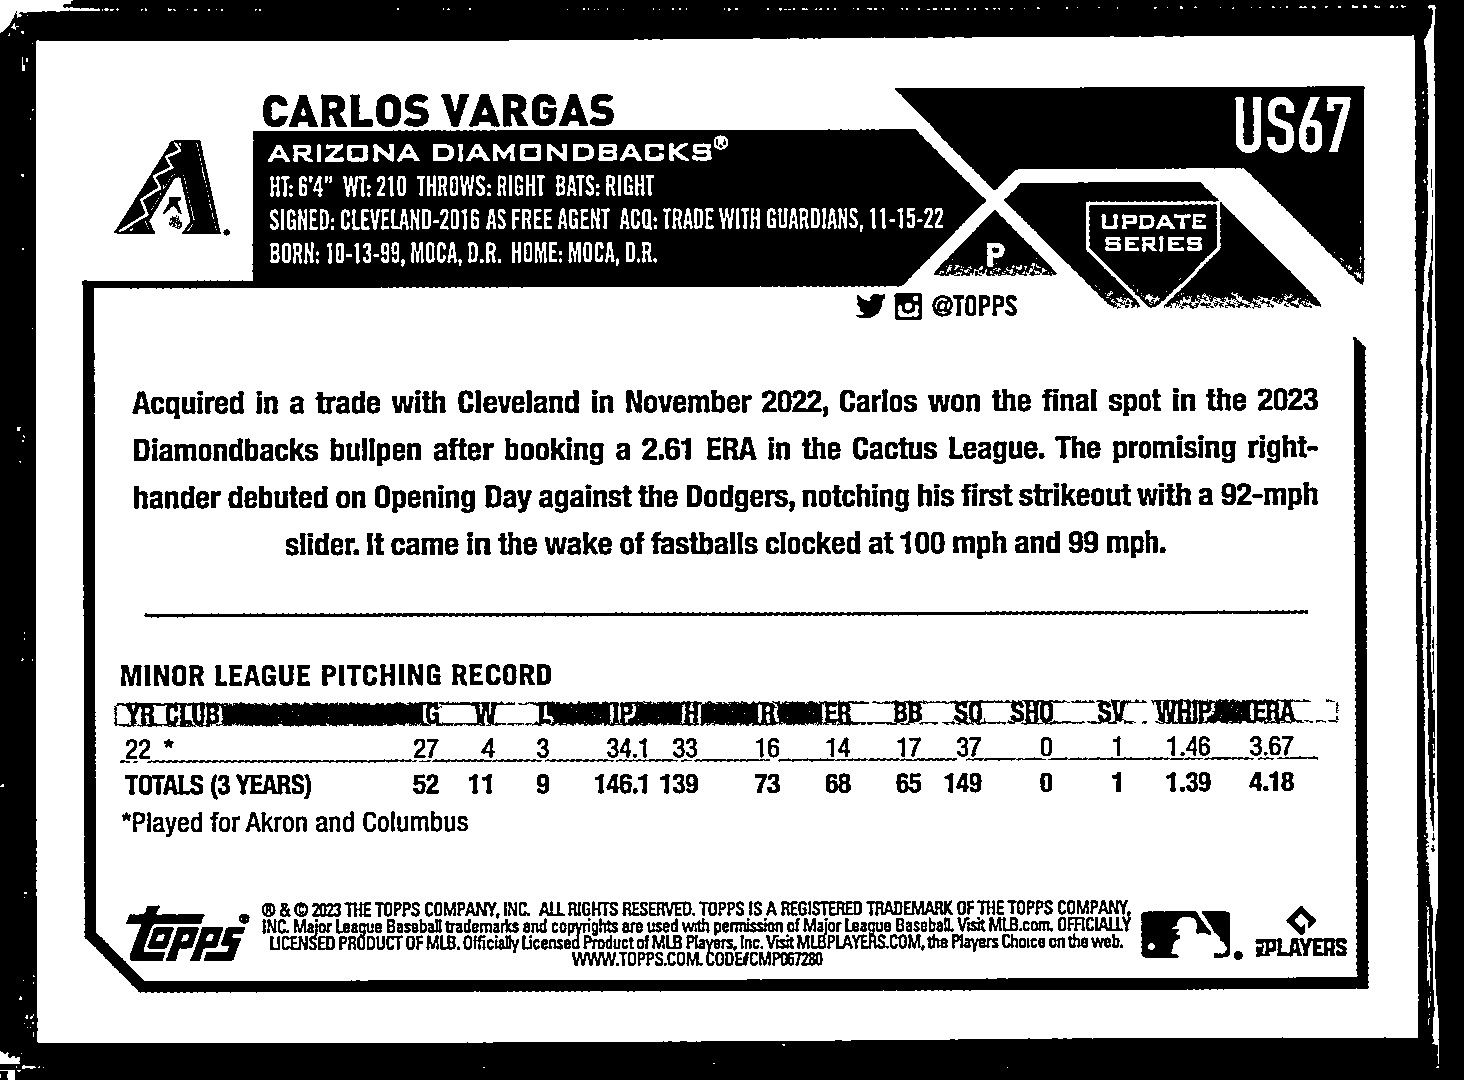 CARLOS VARGAS
US67
ARIZONA DIAMONDBACKS®
HT: 6'4" WT: 210 THROWS: RIGHT BATS: RIGHT
SIGNED: CLEVELAND-2016 AS FREE AGENT ACQ: TRADE WITH GUARDIANS, 11-15-22
BORN: 10-13-99, MOCA, D.R. HOME: MOCA, D.R.
P
UPDATE
SERIES
@TOPPS
Acquired in a trade with Cleveland in November 2022, Carlos won the final spot in the 2023
Diamondbacks bullpen after booking a 2.61 ERA in the Cactus League. The promising right-
hander debuted on Opening Day against the Dodgers, notching his first strikeout with a 92-mph
slider. It came in the wake of fastballs clocked at 100 mph and 99 mph.
MINOR LEAGUE PITCHING RECORD
YR CLUB G W L IP H R ER BB SO SHO SV WHIP ERA
22 * 27 4 3 34.1 33 16 14 17 37 0 1 1.46 3.67
TOTALS (3 YEARS) 52 11 9 146.1 139 73 68 65 149 0 1 1.39 4.18
*Played for Akron and Columbus
topps®
® & © 2023 THE TOPPS COMPANY, INC. ALL RIGHTS RESERVED. TOPPS IS A REGISTERED TRADEMARK OF THE TOPPS COMPANY,
INC. Major League Baseball trademarks and copyrights are used with permission of Major League Baseball. Visit MLB.com. OFFICIALLY
LICENSED PRODUCT OF MLB. Officially Licensed Product of MLB Players, Inc. Visit MLBPLAYERS.COM, the Players Choice on the web.
WWW.TOPPS.COM. CODE#CMP067280
PLAYERS